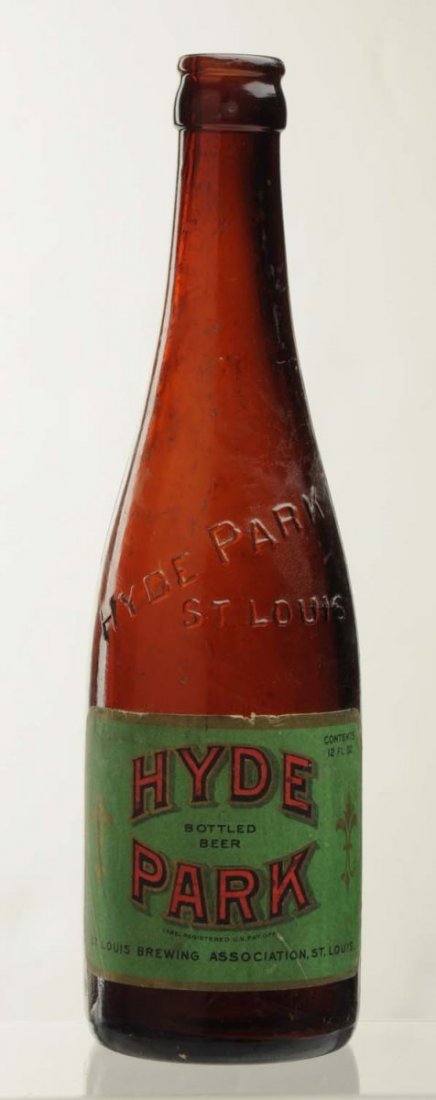 HYDE PARK
ST LOUIS
CONTENTS
12 FL. OZ.
HYDE
BOTTLED
BEER
PARK
LABEL REGISTERED U.S. PAT. OFF.
ST. LOUIS BREWING ASSOCIATION, ST. LOUIS